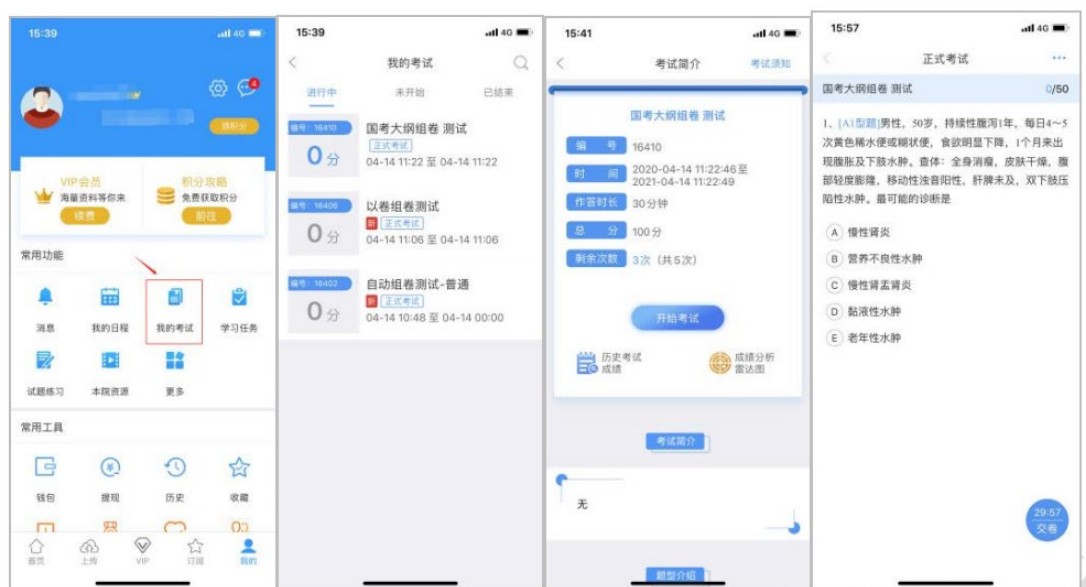 15:39
4G
4
领积分
VIP会员
海量资料等你来
续费
积分攻略
免费获取积分
前往
常用功能
消息
我的日程
我的考试
学习任务
试题练习
本院资源
更多
常用工具
钱包
提现
历史
收藏
首页
上传
VIP
订阅
我的
15:39
4G
我的考试
进行中
未开始
已结束
编号：16410
0分
国考大纲组卷 测试
正式考试
04-14 11:22 至 04-14 11:22
编号：16406
0分
以卷组卷测试
新 正式考试
04-14 11:06 至 04-14 11:06
编号：16402
0分
自动组卷测试-普通
新 正式考试
04-14 10:48 至 04-14 00:00
15:41
4G
考试简介
考试须知
国考大纲组卷 测试
编号 16410
时间 2020-04-14 11:22:46至
2021-04-14 11:22:49
作答时长 30分钟
总分 100分
剩余次数 3次（共5次）
开始考试
历史考试
成绩
成绩分析
雷达图
考试简介
无
题型介绍
15:57
4G
正式考试
国考大纲组卷 测试
0/50
1、[A1型题]男性，50岁，持续性腹泻1年，每日4～5
次黄色稀水便或糊状便，食欲明显下降，1个月来出
现腹胀及下肢水肿。查体：全身消瘦，皮肤干燥，腹
部轻度膨隆，移动性浊音阳性，肝脾未及，双下肢压
陷性水肿。最可能的诊断是
A 慢性肾炎
B 营养不良性水肿
C 慢性肾盂肾炎
D 黏液性水肿
E 老年性水肿
29:57
交卷